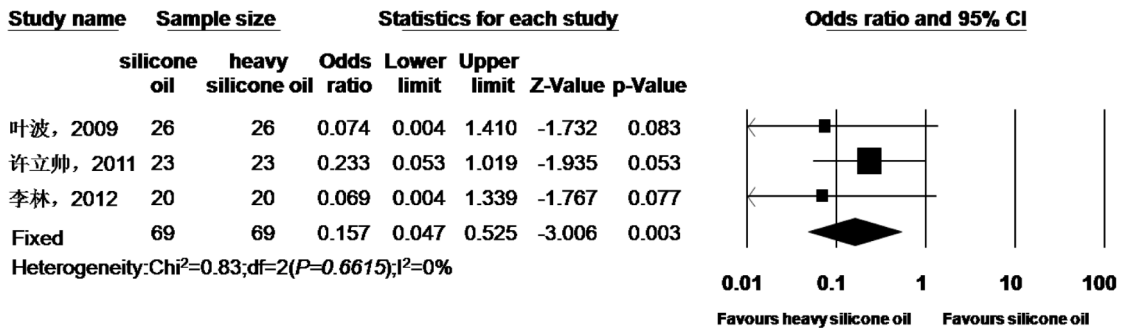 Study name Sample size Statistics for each study Odds ratio and 95% CI
silicone oil heavy silicone oil Odds ratio Lower limit Upper limit Z-Value p-Value
叶波，2009 26 26 0.074 0.004 1.410 -1.732 0.083
许立帅，2011 23 23 0.233 0.053 1.019 -1.935 0.053
李林，2012 20 20 0.069 0.004 1.339 -1.767 0.077
Fixed 69 69 0.157 0.047 0.525 -3.006 0.003
Heterogeneity:Chi²=0.83;df=2(P=0.6615);I²=0%
0.01 0.1 1 10 100
Favours heavy silicone oil Favours silicone oil